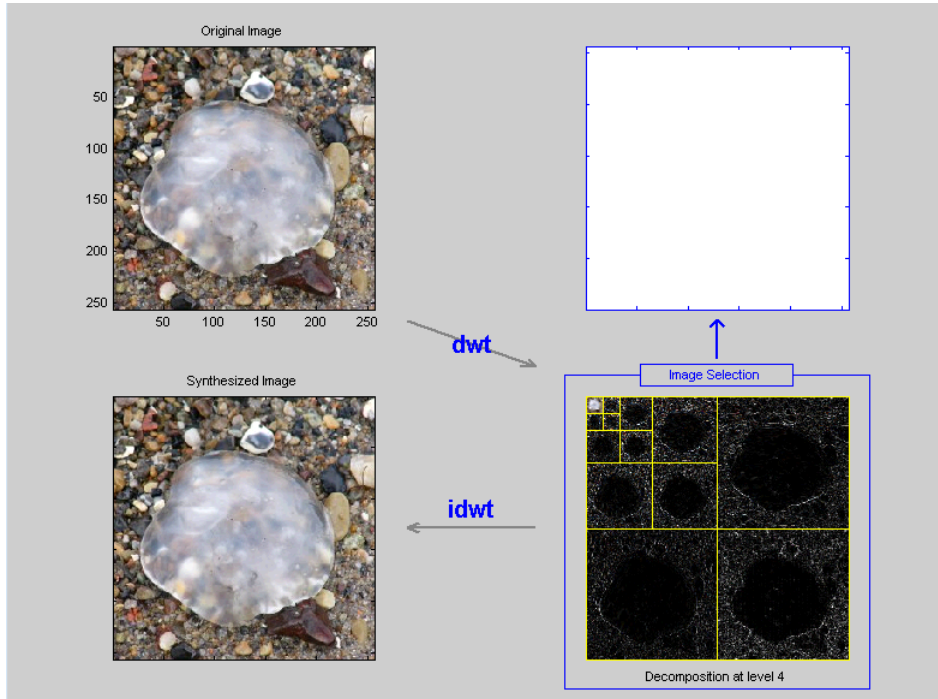 Original Image
50
100
150
200
250
50 100 150 200 250
dwt
Image Selection
Synthesized Image
idwt
Decomposition at level 4